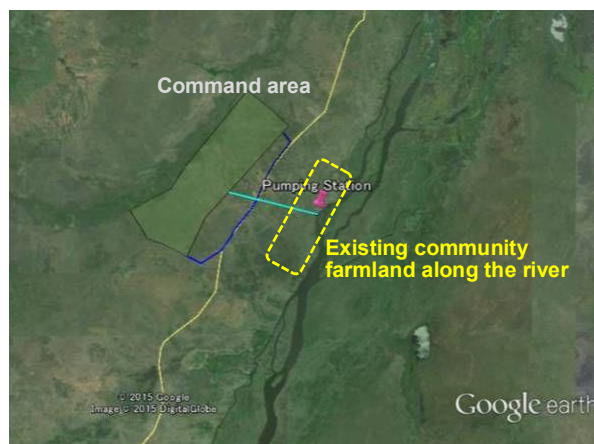 Command area
Pumping Station
Existing community
farmland along the river
© 2015 Google
Image © 2015 DigitalGlobe
Google earth